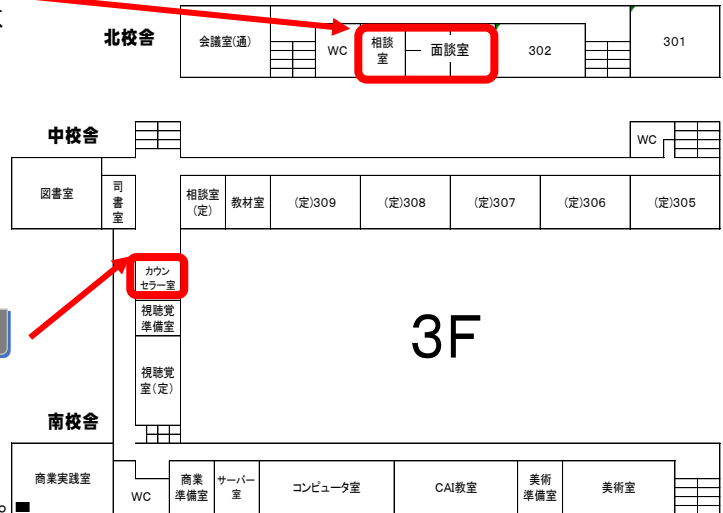 北校舎
会議室(通)
WC
相談
室
面談室
302
301
中校舎
WC
図書室
司
書
室
相談室
(定)
教材室
(定)309
(定)308
(定)307
(定)306
(定)305
カウン
セラー室
視聴覚
準備室
視聴覚
室(定)
3F
南校舎
商業実践室
WC
商業
準備室
サーバー
室
コンピュータ室
CAI教室
美術
準備室
美術室